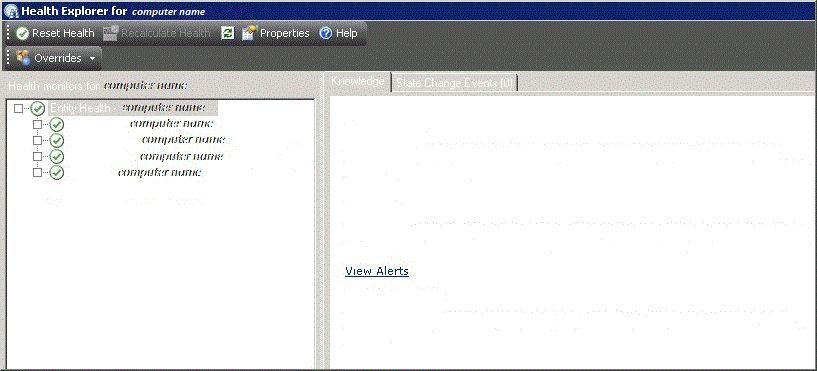 Health Explorer for computer name
Reset Health Recalculate Health Properties Help
Overrides
Health monitors for computer name
Knowledge State Change Events (0)
Entity Health - computer name
computer name
computer name
computer name
computer name
View Alerts